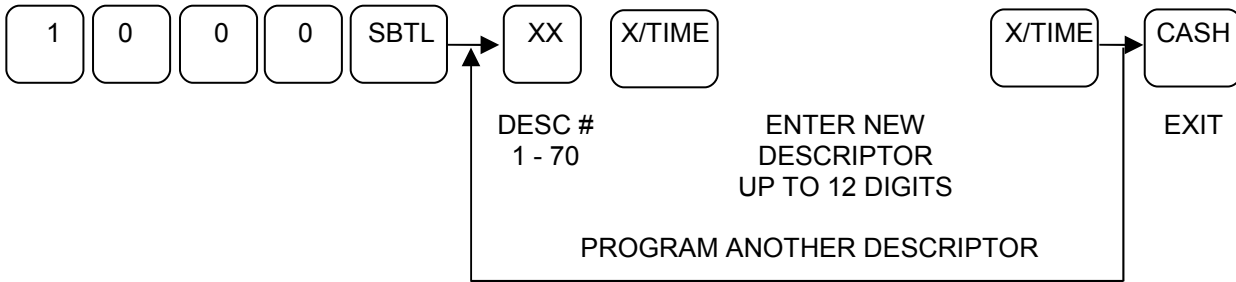 1 0 0 0 SBTL XX X/TIME X/TIME CASH
DESC # ENTER NEW EXIT
1 - 70 DESCRIPTOR
UP TO 12 DIGITS
PROGRAM ANOTHER DESCRIPTOR